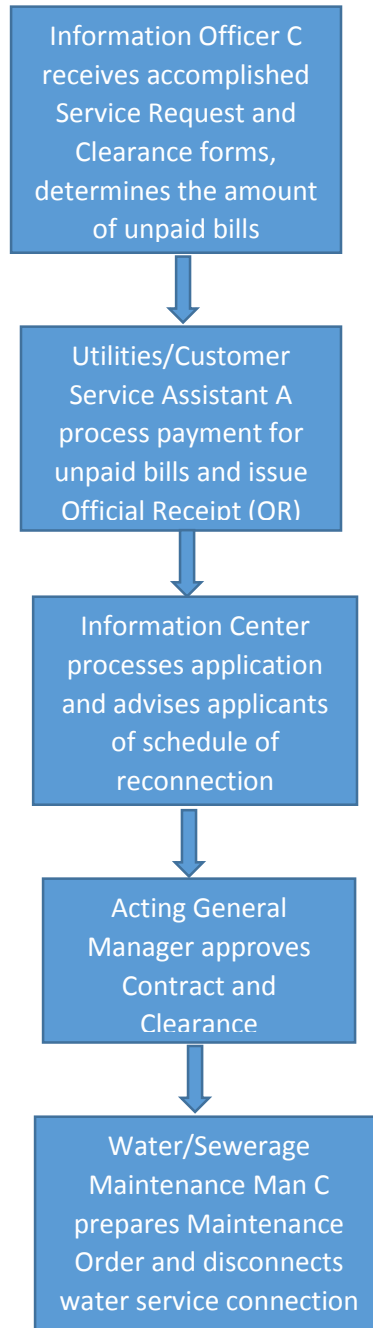 Information Officer C
receives accomplished
Service Request and
Clearance forms,
determines the amount
of unpaid bills
Utilities/Customer
Service Assistant A
process payment for
unpaid bills and issue
Official Receipt (OR)
Information Center
processes application
and advises applicants
of schedule of
reconnection
Acting General
Manager approves
Contract and
Clearance
Water/Sewerage
Maintenance Man C
prepares Maintenance
Order and disconnects
water service connection